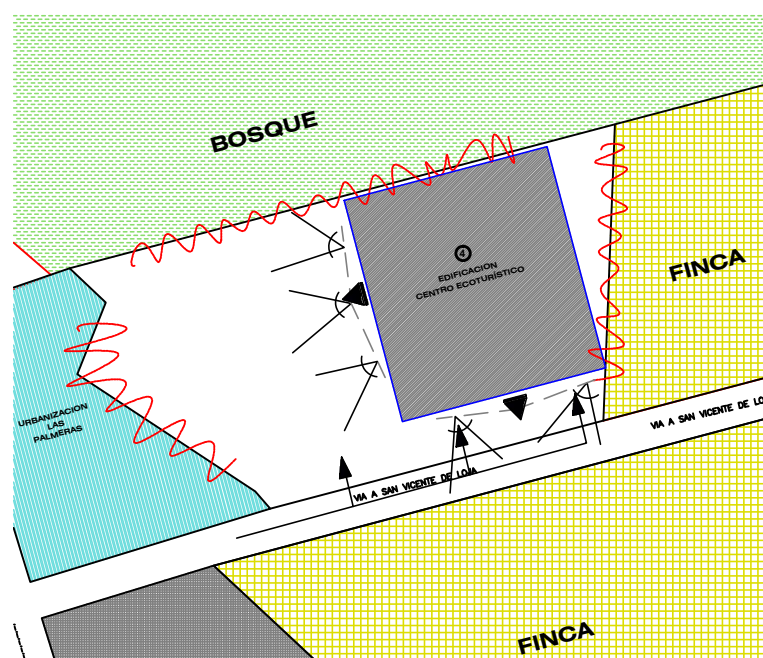 BOSQUE
4
EDIFICACION
CENTRO ECOTURÍSTICO
FINCA
URBANIZACION
LAS
PALMERAS
VIA A SAN VICENTE DE LO
VIA A SAN VICENTE DE LOJA
FINCA